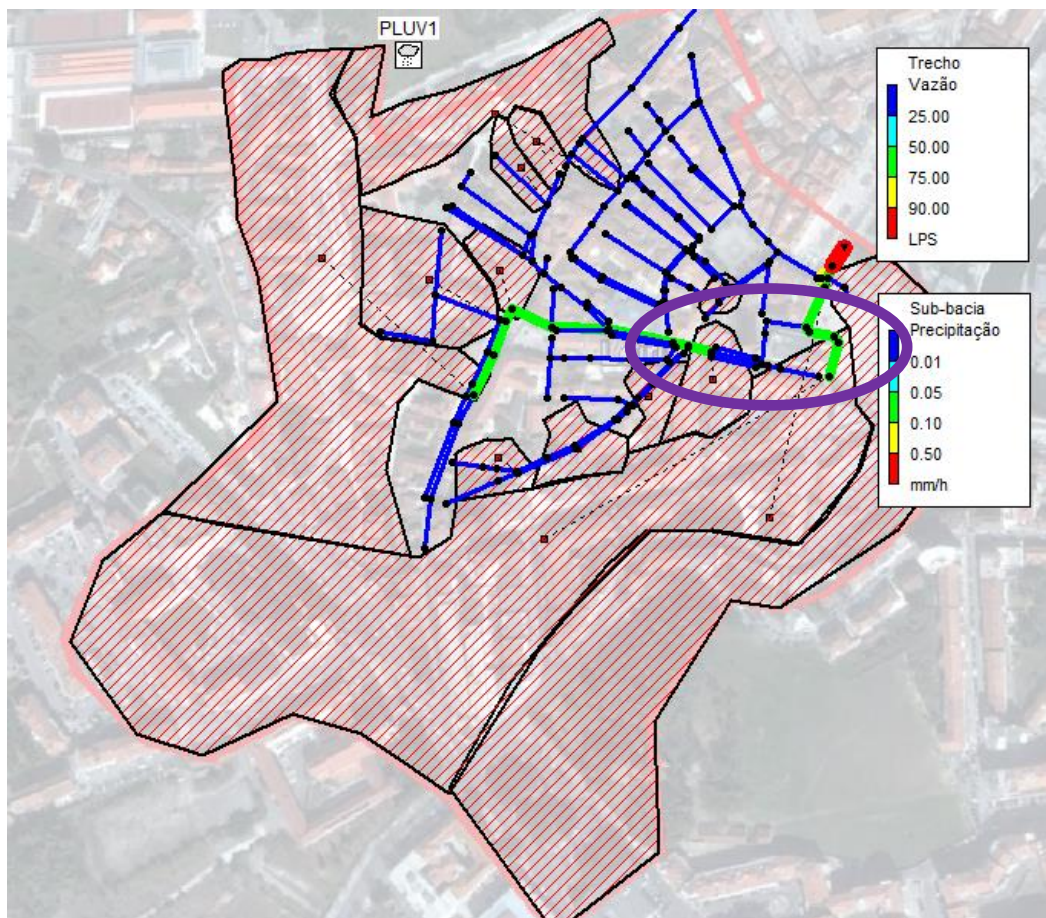 PLUV1
Trecho
Vazão
25.00
50.00
75.00
90.00
LPS
Sub-bacia
Precipitação
0.01
0.05
0.10
0.50
mm/h